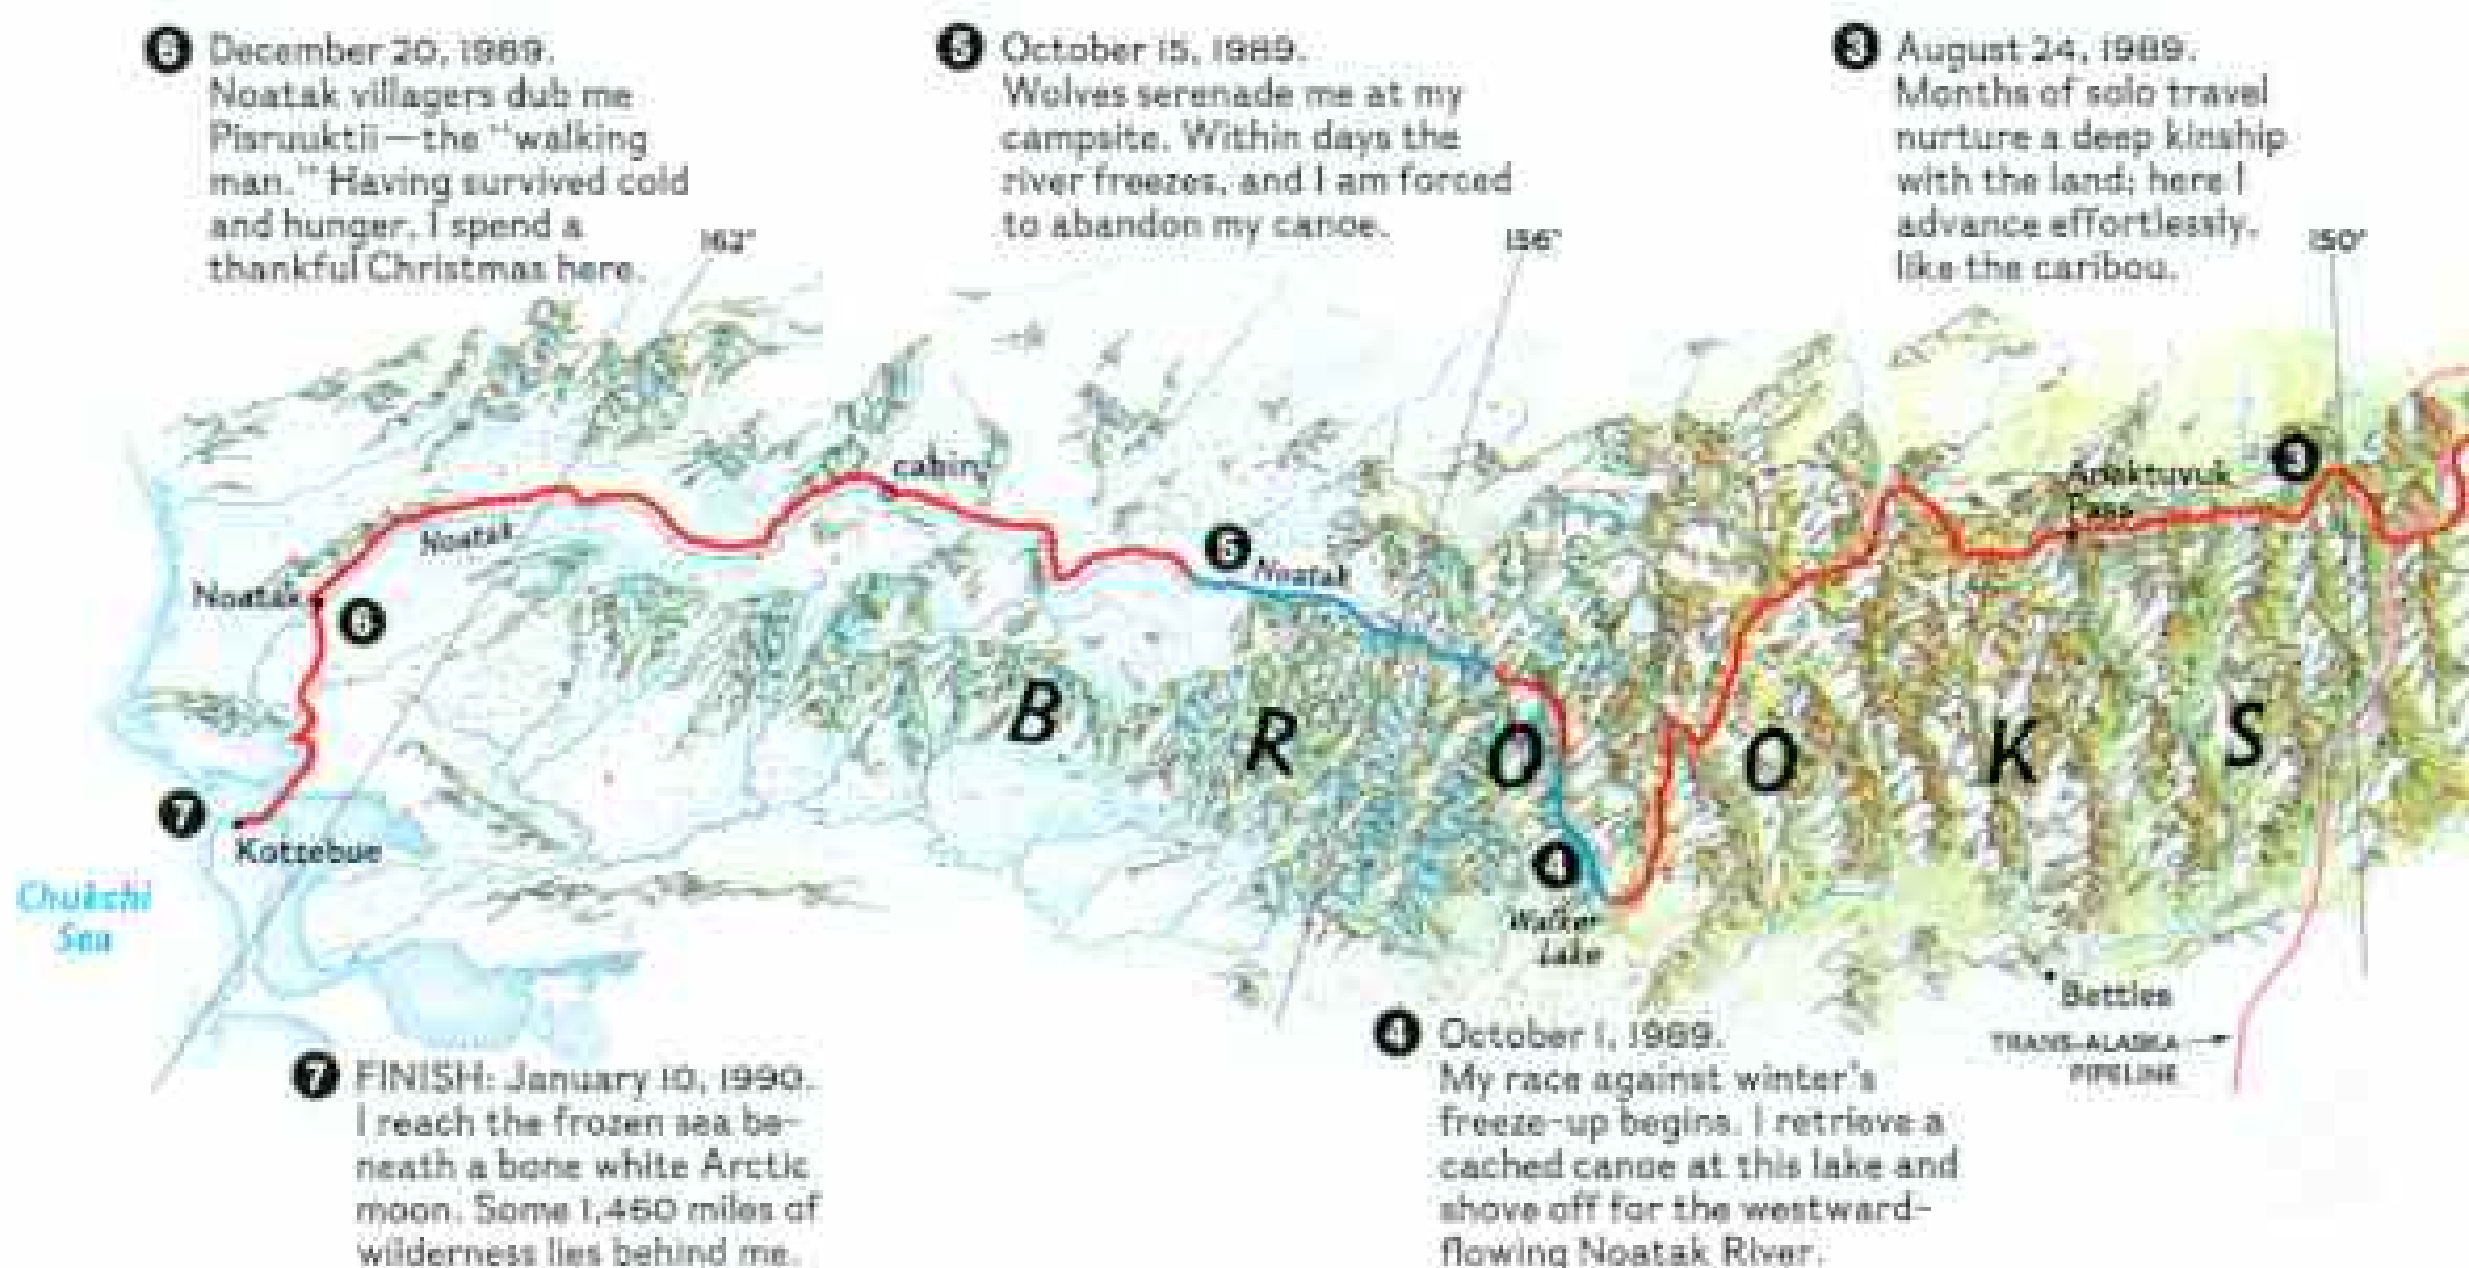 6 December 20, 1989.
Noatak villagers dub me
Pisruuktii—the "walking
man." Having survived cold
and hunger, I spend a
thankful Christmas here.
5 October 15, 1989.
Wolves serenade me at my
campsite. Within days the
river freezes, and I am forced
to abandon my canoe.
3 August 24, 1989.
Months of solo travel
nurture a deep kinship
with the land; here I
advance effortlessly,
like the caribou.
162°
156°
150°
cabin
Noatak
Noatak
6
5
Noatak
3
Anaktuvuk
Pass
B R O O K S
7
Kotzebue
Chukchi
Sea
4
Walker
Lake
Bettles
TRANS-ALASKA
PIPELINE
7 FINISH: January 10, 1990.
I reach the frozen sea be-
neath a bone white Arctic
moon. Some 1,450 miles of
wilderness lies behind me.
4 October 1, 1989.
My race against winter's
freeze-up begins. I retrieve a
cached canoe at this lake and
shove off for the westward-
flowing Noatak River.